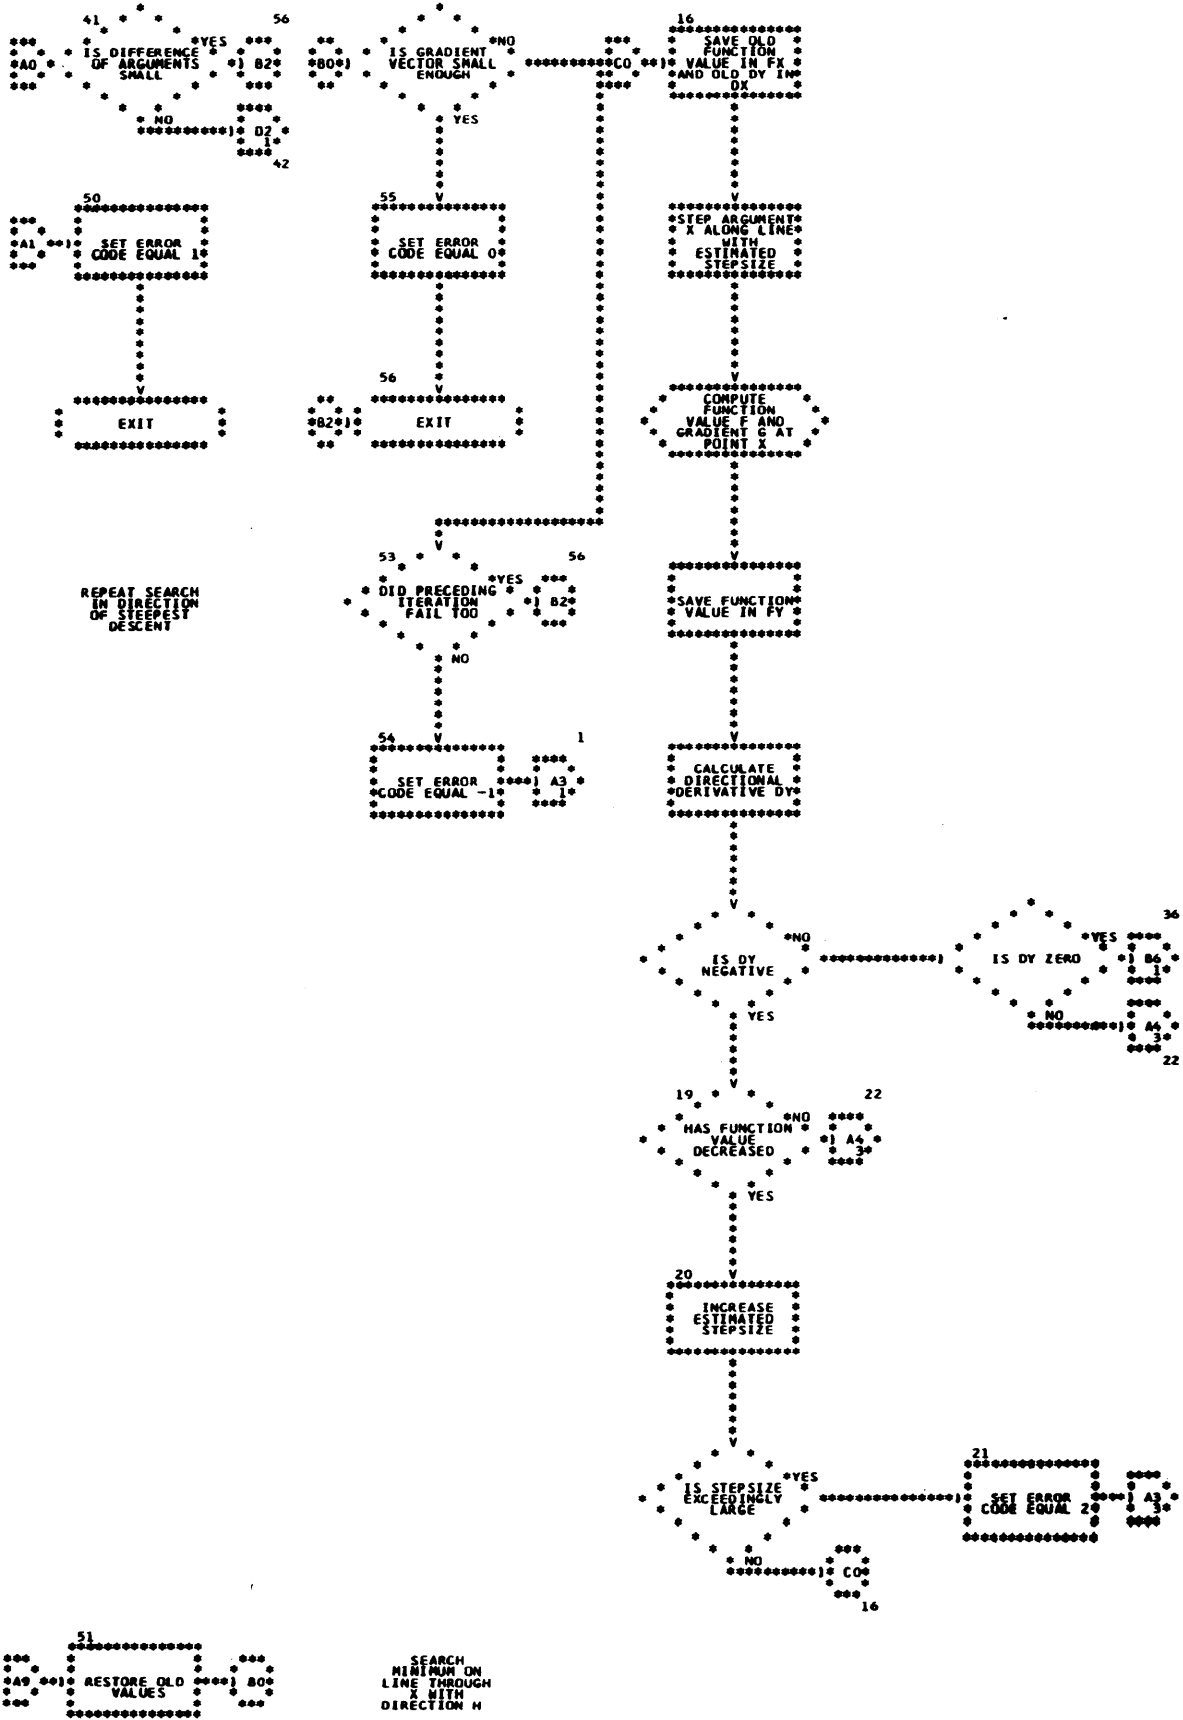 41
IS DIFFERENCE
OF ARGUMENTS
SMALL
A0
YES
56
B2
NO
D2
1
42
B0
IS GRADIENT
VECTOR SMALL
ENOUGH
NO
YES
C0
16
SAVE OLD
FUNCTION
VALUE IN FX
AND OLD DY IN
DX
50
A1
SET ERROR
CODE EQUAL 1
55
SET ERROR
CODE EQUAL 0
STEP ARGUMENT
X ALONG LINE
WITH
ESTIMATED
STEPSIZE
EXIT
56
B2
EXIT
COMPUTE
FUNCTION
VALUE F AND
GRADIENT G AT
POINT X
REPEAT SEARCH
IN DIRECTION
OF STEEPEST
DESCENT
53
DID PRECEDING
ITERATION
FAIL TOO
YES
56
B2
NO
SAVE FUNCTION
VALUE IN FY
54
SET ERROR
CODE EQUAL -1
1
A3
1
CALCULATE
DIRECTIONAL
DERIVATIVE DY
IS DY
NEGATIVE
NO
YES
IS DY ZERO
YES
36
B6
1
NO
A4
3
22
19
HAS FUNCTION
VALUE
DECREASED
NO
22
A4
3
YES
20
INCREASE
ESTIMATED
STEPSIZE
IS STEPSIZE
EXCEEDINGLY
LARGE
YES
21
SET ERROR
CODE EQUAL 2
A3
3
NO
C0
16
51
A9
RESTORE OLD
VALUES
B0
SEARCH
MINIMUM ON
LINE THROUGH
X WITH
DIRECTION H